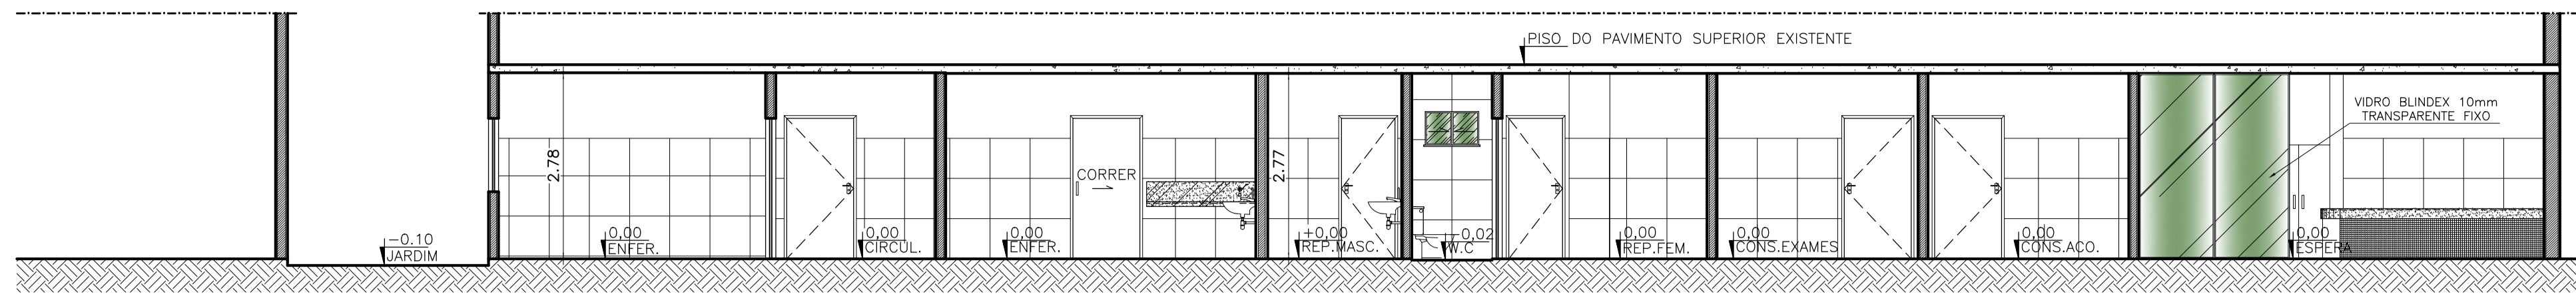 PISO DO PAVIMENTO SUPERIOR EXISTENTE
VIDRO BLINDEX 10mm
TRANSPARENTE FIXO
2.78
CORRER
2.77
-0.10
JARDIM
0,00
ENFER.
0,00
CIRCUL.
0,00
ENFER.
+0,00
REP.MASC.
-0,02
W.C
0.00
REP.FEM.
0.00
CONS.EXAMES
0,00
CONS.ACO.
0,00
ESPERA